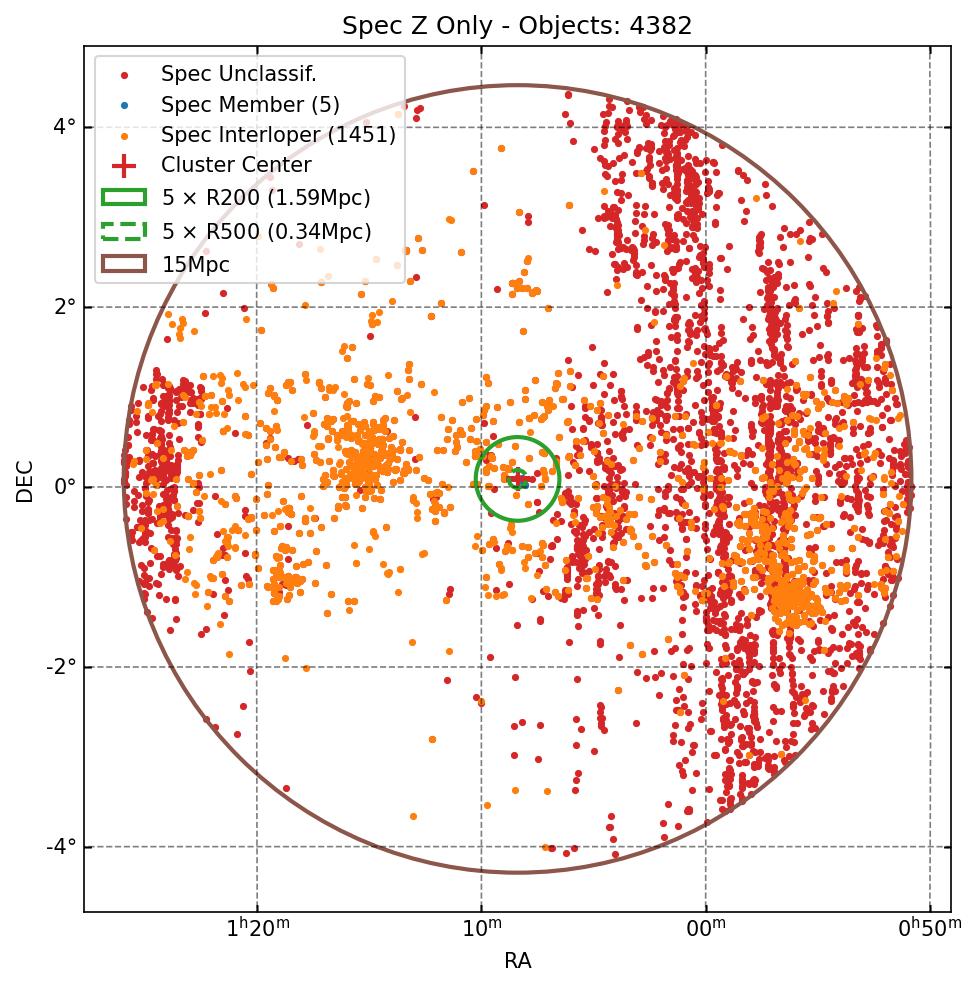 Spec Z Only - Objects: 4382
Spec Unclassif.
Spec Member (5)
Spec Interloper (1451)
Cluster Center
5 × R200 (1.59Mpc)
5 × R500 (0.34Mpc)
15Mpc
4°
2°
0°
-2°
-4°
DEC
1ʰ20ᵐ
10ᵐ
00ᵐ
0ʰ50ᵐ
RA